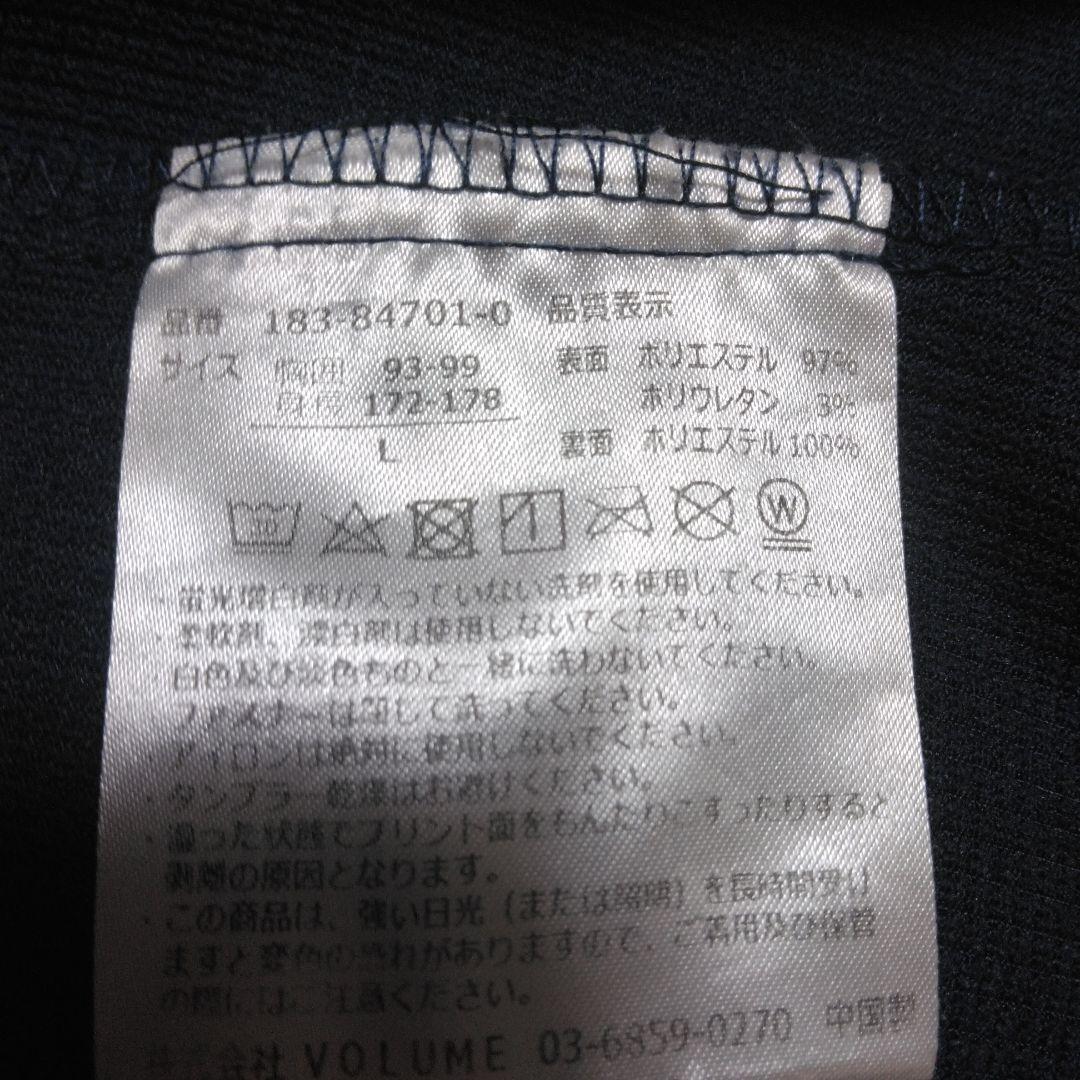 品番 183-84701-0 品質表示
サイズ 胸囲 93-99 表面 ポリエステル 97%
身長 172-178 ポリウレタン 3%
L 裏面 ポリエステル 100%
30
W
・蛍光増白剤が入っていない洗剤を使用してください。
・柔軟剤、漂白剤は使用しないでください。
白色及び淡色ものと一緒に洗わないでください。
ファスナーは閉じて洗ってください。
アイロンは絶対に使用しないでください。
・タンブラー乾燥はお避けください。
・湿った状態でプリント面をもんだりこすったりすると
剥離の原因となります。
・この商品は、強い日光(または照明)を長時間受け
ますと変色の恐れがありますので、ご着用及び保管
の際にはご注意ください。
株式会社 VOLUME 03-6859-0270 中国製